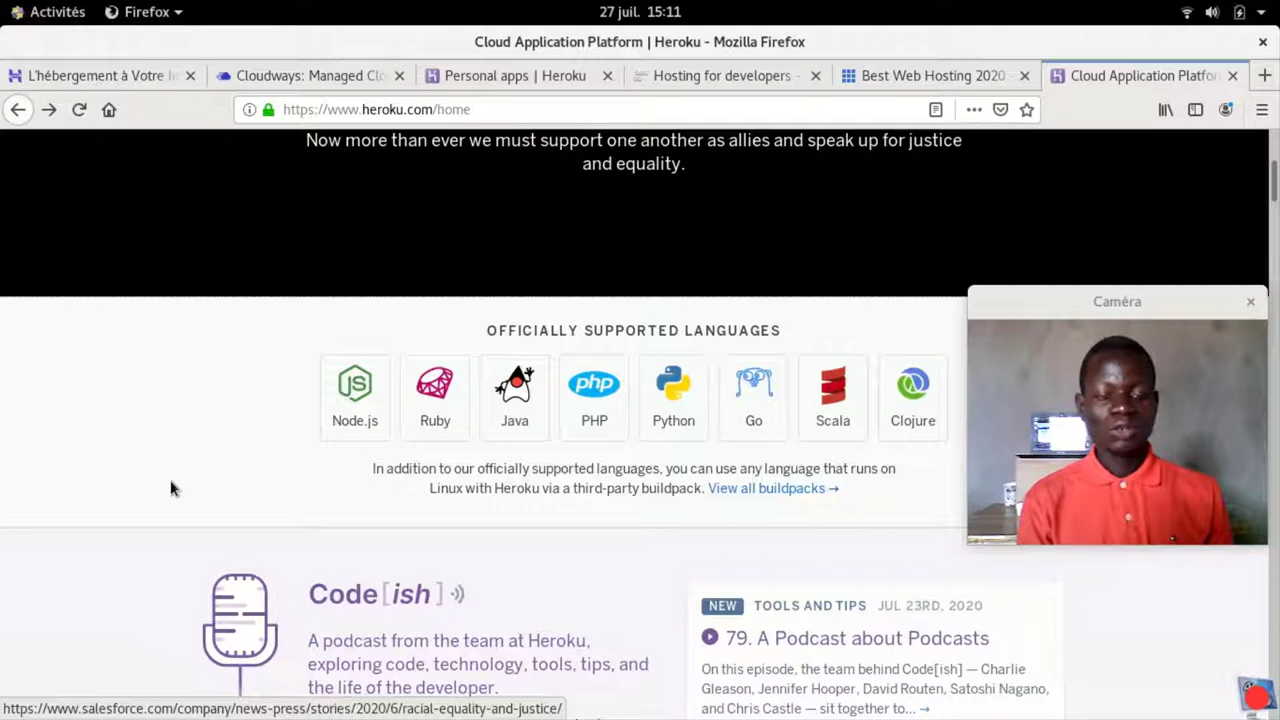 Activités Firefox 27 juil. 15:11
Cloud Application Platform | Heroku - Mozilla Firefox
L'hébergement à Votre Cloudways: Managed Clo Personal apps | Heroku Hosting for developers - Best Web Hosting 2020 Cloud Application Platfo
https://www.heroku.com/home
Now more than ever we must support one another as allies and speak up for justice
and equality.
Caméra
OFFICIALLY SUPPORTED LANGUAGES
Node.js Ruby Java php PHP Python Go Scala Clojure
In addition to our officially supported languages, you can use any language that runs on
Linux with Heroku via a third-party buildpack. View all buildpacks →
Code[ish]
A podcast from the team at Heroku,
exploring code, technology, tools, tips, and
the life of the developer.
NEW TOOLS AND TIPS JUL 23RD, 2020
79. A Podcast about Podcasts
On this episode, the team behind Code[ish] — Charlie
Gleason, Jennifer Hooper, David Routen, Satoshi Nagano,
and Chris Castle — sit together to... →
https://www.salesforce.com/company/news-press/stories/2020/6/racial-equality-and-justice/